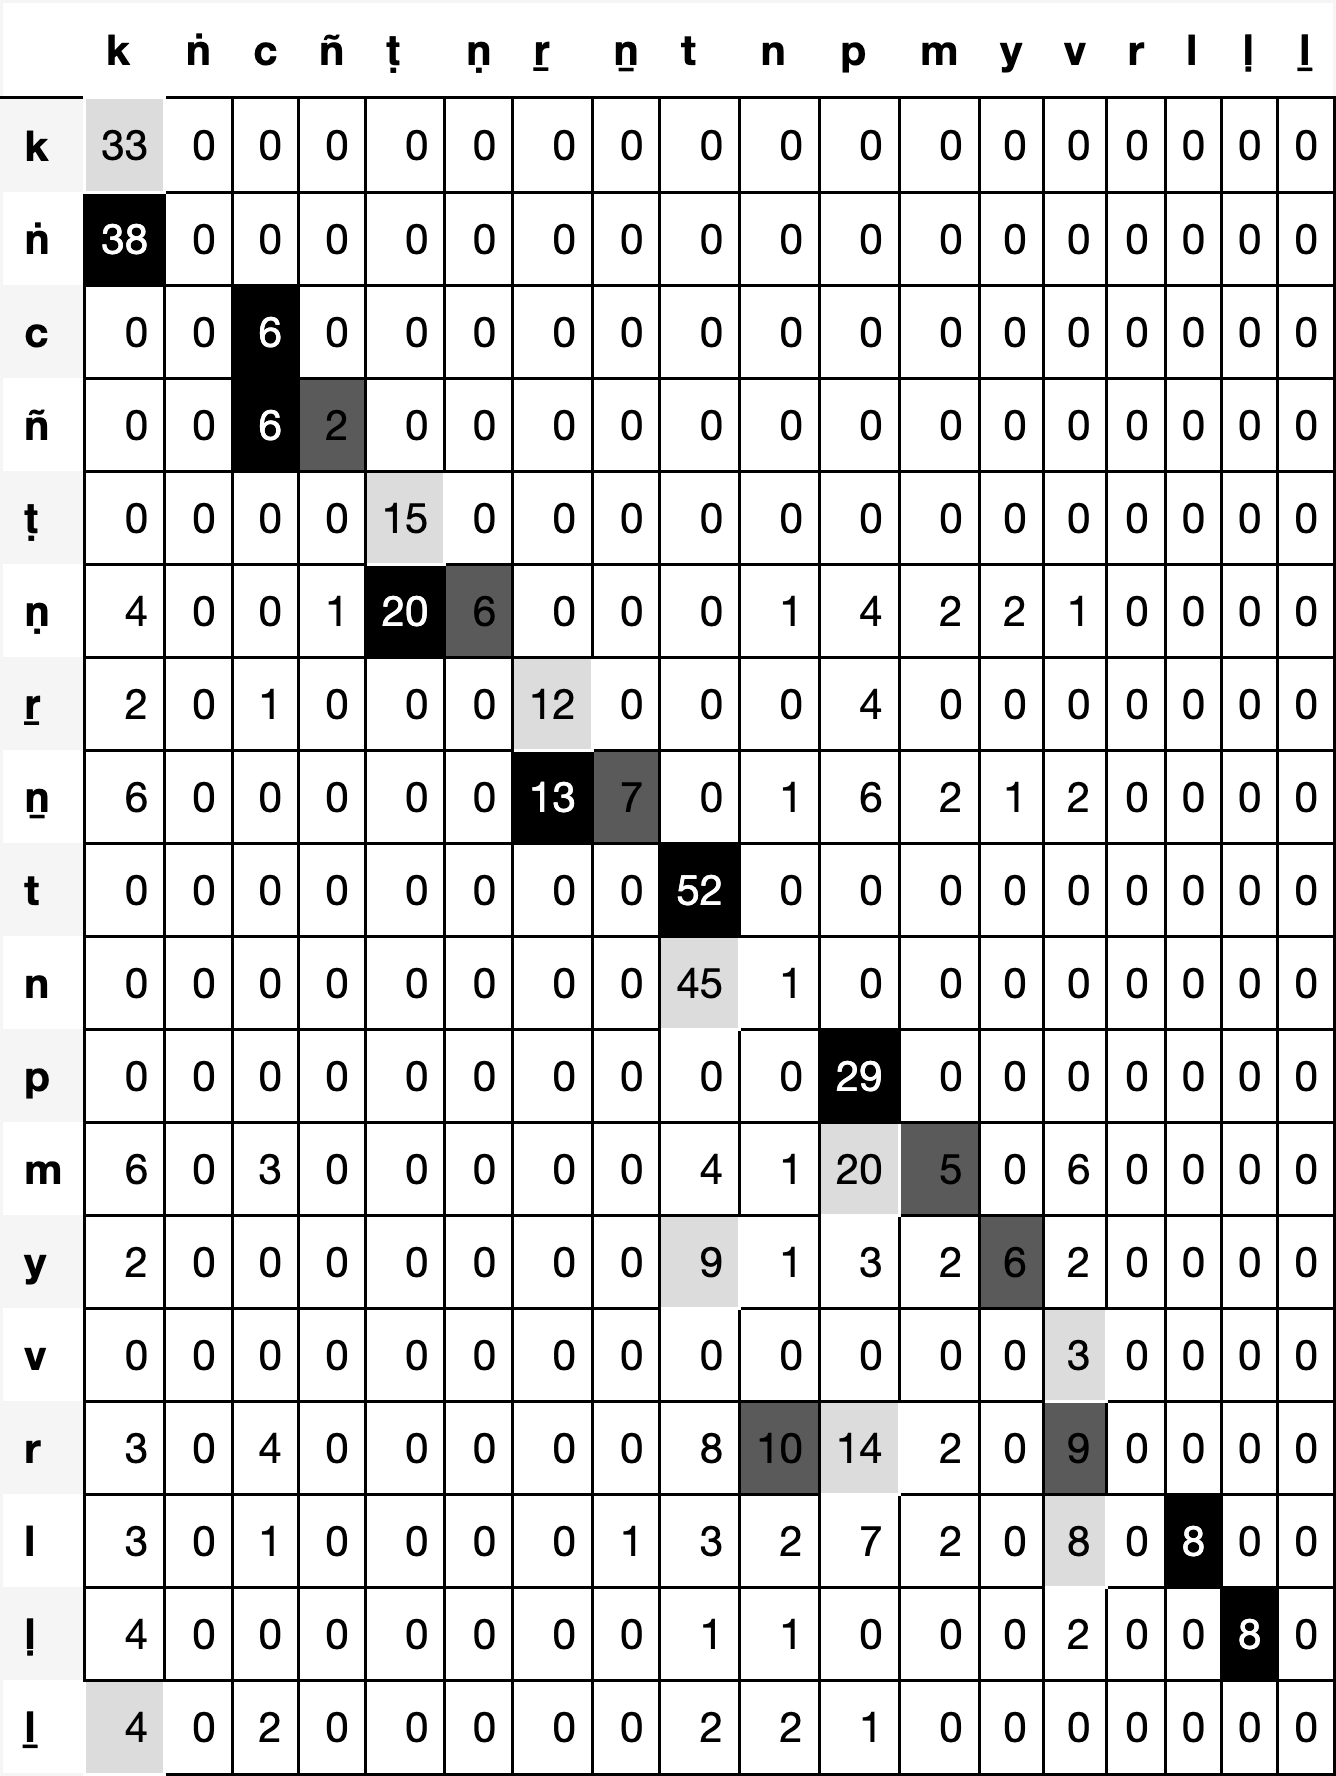 k ṅ c ñ ṭ ṇ ṟ ṉ t n p m y v r l ḷ ḻ
k 33 0 0 0 0 0 0 0 0 0 0 0 0 0 0 0 0 0
ṅ 38 0 0 0 0 0 0 0 0 0 0 0 0 0 0 0 0 0
c 0 0 6 0 0 0 0 0 0 0 0 0 0 0 0 0 0 0
ñ 0 0 6 2 0 0 0 0 0 0 0 0 0 0 0 0 0 0
ṭ 0 0 0 0 15 0 0 0 0 0 0 0 0 0 0 0 0 0
ṇ 4 0 0 1 20 6 0 0 0 1 4 2 2 1 0 0 0 0
ṟ 2 0 1 0 0 0 12 0 0 0 4 0 0 0 0 0 0 0
ṉ 6 0 0 0 0 0 13 7 0 1 6 2 1 2 0 0 0 0
t 0 0 0 0 0 0 0 0 52 0 0 0 0 0 0 0 0 0
n 0 0 0 0 0 0 0 0 45 1 0 0 0 0 0 0 0 0
p 0 0 0 0 0 0 0 0 0 0 29 0 0 0 0 0 0 0
m 6 0 3 0 0 0 0 0 4 1 20 5 0 6 0 0 0 0
y 2 0 0 0 0 0 0 0 9 1 3 2 6 2 0 0 0 0
v 0 0 0 0 0 0 0 0 0 0 0 0 0 3 0 0 0 0
r 3 0 4 0 0 0 0 0 8 10 14 2 0 9 0 0 0 0
l 3 0 1 0 0 0 0 1 3 2 7 2 0 8 0 8 0 0
ḷ 4 0 0 0 0 0 0 0 1 1 0 0 0 2 0 0 8 0
ḻ 4 0 2 0 0 0 0 0 2 2 1 0 0 0 0 0 0 0